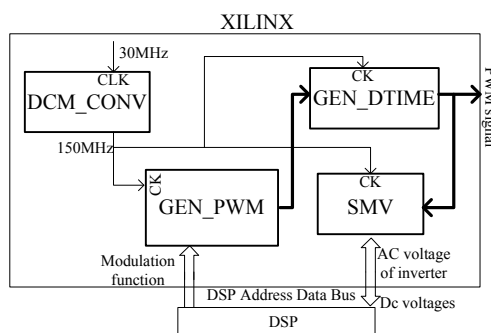 XILINX
30MHz
CLK
DCM_CONV
150MHz
CK
GEN_PWM
CK
GEN_DTIME
PWM signal
CK
SMV
Modulation
function
AC voltage
of inverter
DSP Address Data Bus
Dc voltages
DSP